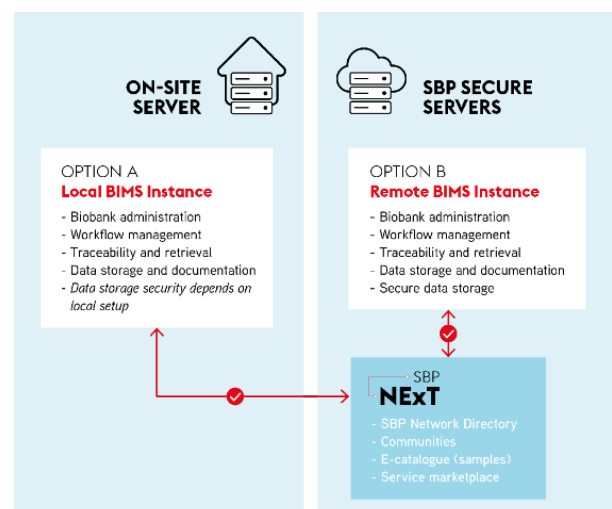 ON-SITE
SERVER
SBP SECURE
SERVERS
OPTION A
Local BIMS Instance
- Biobank administration
- Workflow management
- Traceability and retrieval
- Data storage and documentation
- Data storage security depends on
local setup
OPTION B
Remote BIMS Instance
- Biobank administration
- Workflow management
- Traceability and retrieval
- Data storage and documentation
- Secure data storage
SBP
NExT
- SBP Network Directory
- Communities
- E-catalogue (samples)
- Service marketplace